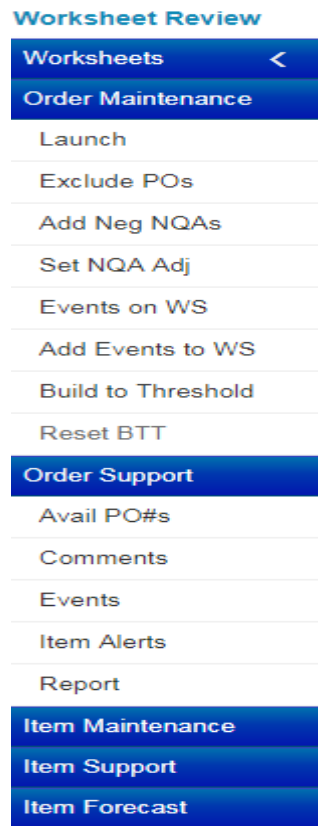 Worksheet Review
Worksheets <
Order Maintenance
Launch
Exclude POs
Add Neg NQAs
Set NQA Adj
Events on WS
Add Events to WS
Build to Threshold
Reset BTT
Order Support
Avail PO#s
Comments
Events
Item Alerts
Report
Item Maintenance
Item Support
Item Forecast